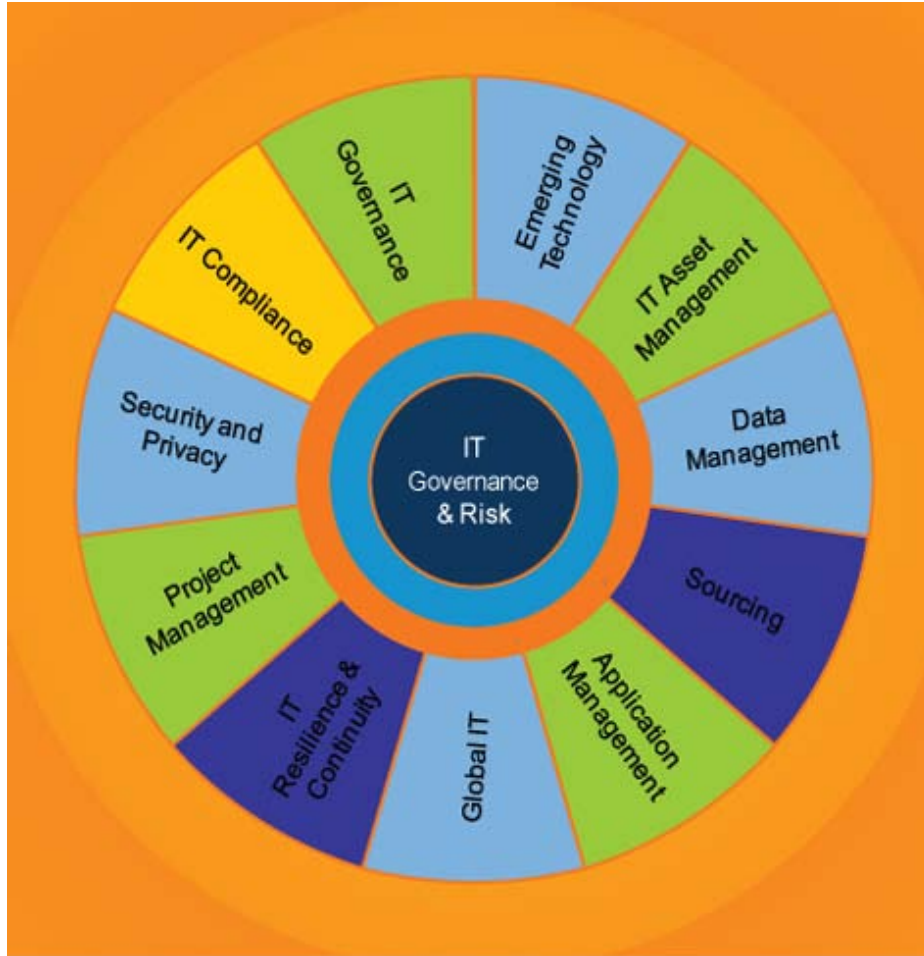 IT
Governance
Emerging
Technology
IT Asset
Management
Data
Management
Sourcing
Application
Management
Global IT
IT
Resilience &
Continuity
Project
Management
Security and
Privacy
IT Compliance
IT
Governance
& Risk